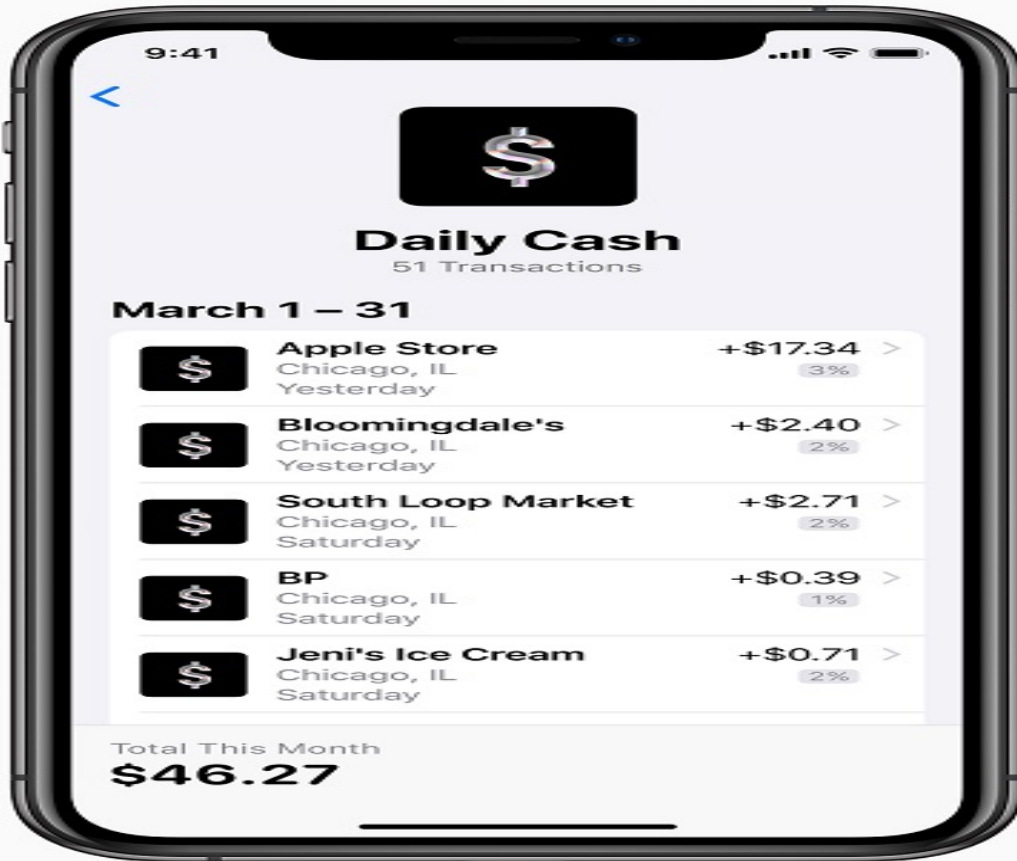 9:41
<
$
Daily Cash
51 Transactions
March 1 – 31
$
Apple Store
+$17.34 >
Chicago, IL
3%
Yesterday
$
Bloomingdale's
+$2.40 >
Chicago, IL
2%
Yesterday
$
South Loop Market
+$2.71 >
Chicago, IL
2%
Saturday
$
BP
+$0.39 >
Chicago, IL
1%
Saturday
$
Jeni's Ice Cream
+$0.71 >
Chicago, IL
2%
Saturday
Total This Month
$46.27